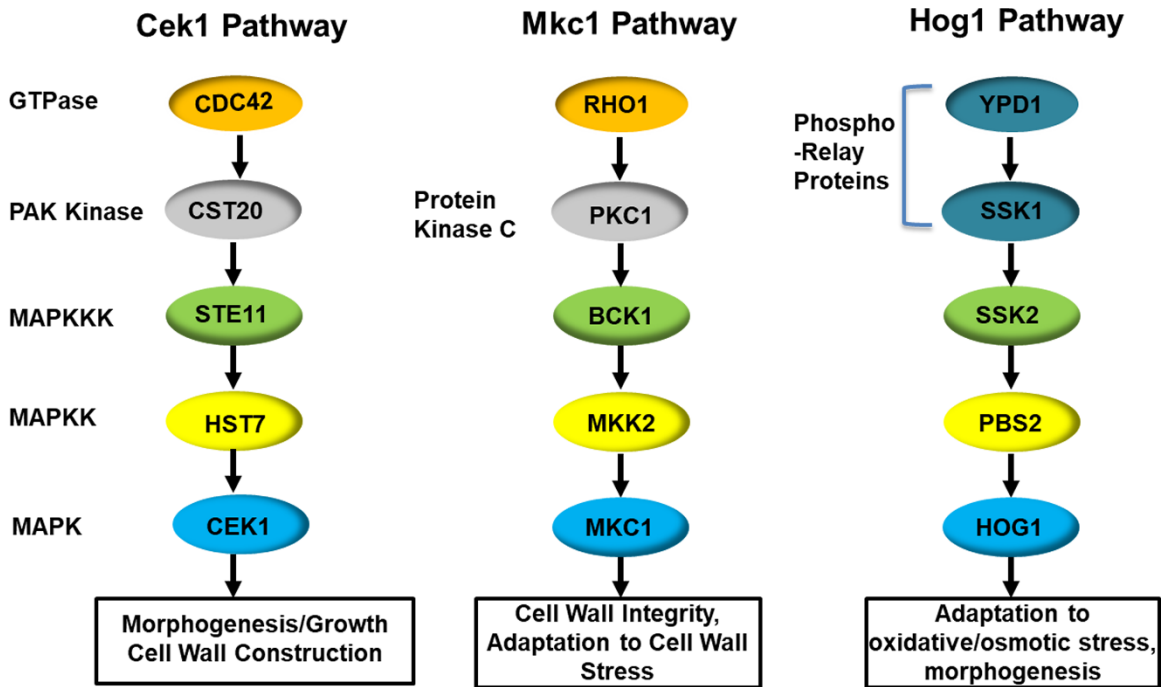 Cek1 Pathway
Mkc1 Pathway
Hog1 Pathway
GTPase
CDC42
RHO1
YPD1
Phospho
-Relay
Proteins
PAK Kinase
CST20
Protein
Kinase C
PKC1
SSK1
MAPKKK
STE11
BCK1
SSK2
MAPKK
HST7
MKK2
PBS2
MAPK
CEK1
MKC1
HOG1
Morphogenesis/Growth
Cell Wall Construction
Cell Wall Integrity,
Adaptation to Cell Wall
Stress
Adaptation to
oxidative/osmotic stress,
morphogenesis